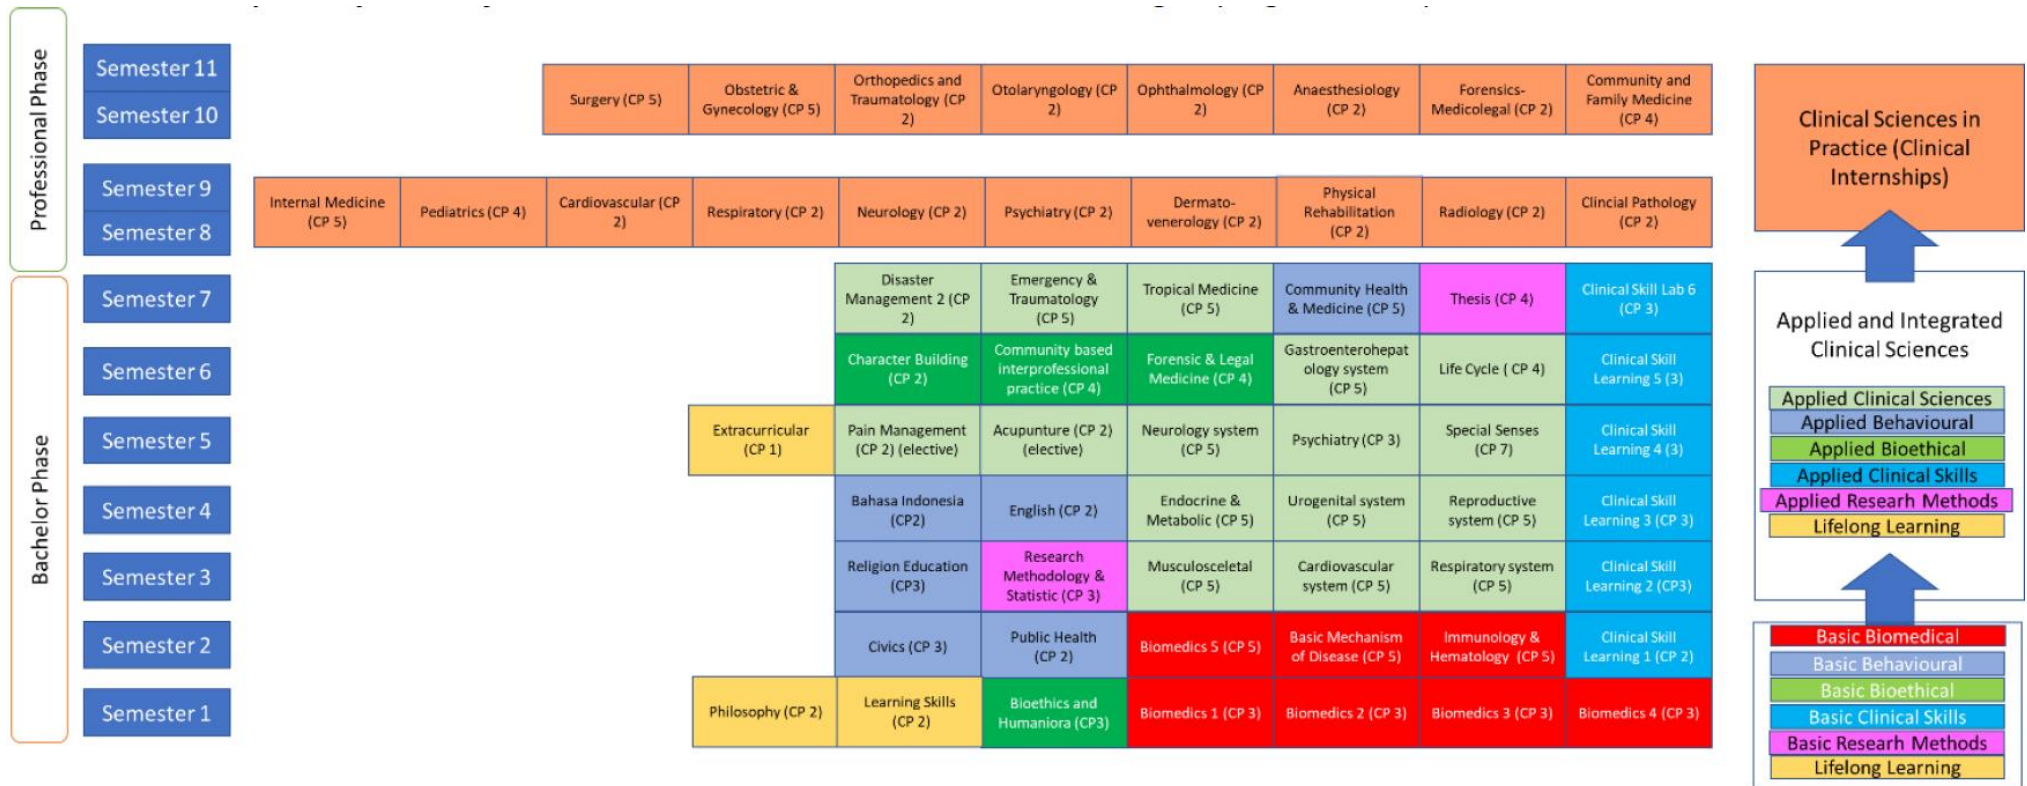 Professional Phase
Semester 11
Semester 10
Surgery (CP 5)
Obstetric &
Gynecology (CP 5)
Orthopedics and
Traumatology (CP
2)
Otolaryngology (CP
2)
Ophthalmology (CP
2)
Anaesthesiology
(CP 2)
Forensics-
Medicolegal (CP 2)
Community and
Family Medicine
(CP 4)
Semester 9
Semester 8
Internal Medicine
(CP 5)
Pediatrics (CP 4)
Cardiovascular (CP
2)
Respiratory (CP 2)
Neurology (CP 2)
Psychiatry (CP 2)
Dermato-
venerology (CP 2)
Physical
Rehabilitation
(CP 2)
Radiology (CP 2)
Clincial Pathology
(CP 2)
Bachelor Phase
Semester 7
Disaster
Management 2 (CP
2)
Emergency &
Traumatology
(CP 5)
Tropical Medicine
(CP 5)
Community Health
& Medicine (CP 5)
Thesis (CP 4)
Clinical Skill Lab 6
(CP 3)
Semester 6
Character Building
(CP 2)
Community based
interprofessional
practice (CP 4)
Forensic & Legal
Medicine (CP 4)
Gastroenterohepat
ology system
(CP 5)
Life Cycle ( CP 4)
Clinical Skill
Learning 5 (3)
Semester 5
Extracurricular
(CP 1)
Pain Management
(CP 2) (elective)
Acupunture (CP 2)
(elective)
Neurology system
(CP 5)
Psychiatry (CP 3)
Special Senses
(CP 7)
Clinical Skill
Learning 4 (3)
Semester 4
Bahasa Indonesia
(CP2)
English (CP 2)
Endocrine &
Metabolic (CP 5)
Urogenital system
(CP 5)
Reproductive
system (CP 5)
Clinical Skill
Learning 3 (CP 3)
Semester 3
Religion Education
(CP3)
Research
Methodology &
Statistic (CP 3)
Musculosceletal
(CP 5)
Cardiovascular
system (CP 5)
Respiratory system
(CP 5)
Clinical Skill
Learning 2 (CP3)
Semester 2
Civics (CP 3)
Public Health
(CP 2)
Biomedics 5 (CP 5)
Basic Mechanism
of Disease (CP 5)
Immunology &
Hematology (CP 5)
Clinical Skill
Learning 1 (CP 2)
Semester 1
Philosophy (CP 2)
Learning Skills
(CP 2)
Bioethics and
Humaniora (CP3)
Biomedics 1 (CP 3)
Biomedics 2 (CP 3)
Biomedics 3 (CP 3)
Biomedics 4 (CP 3)
Clinical Sciences in
Practice (Clinical
Internships)
Applied and Integrated
Clinical Sciences
Applied Clinical Sciences
Applied Behavioural
Applied Bioethical
Applied Clinical Skills
Applied Researh Methods
Lifelong Learning
Basic Biomedical
Basic Behavioural
Basic Bioethical
Basic Clinical Skills
Basic Researh Methods
Lifelong Learning